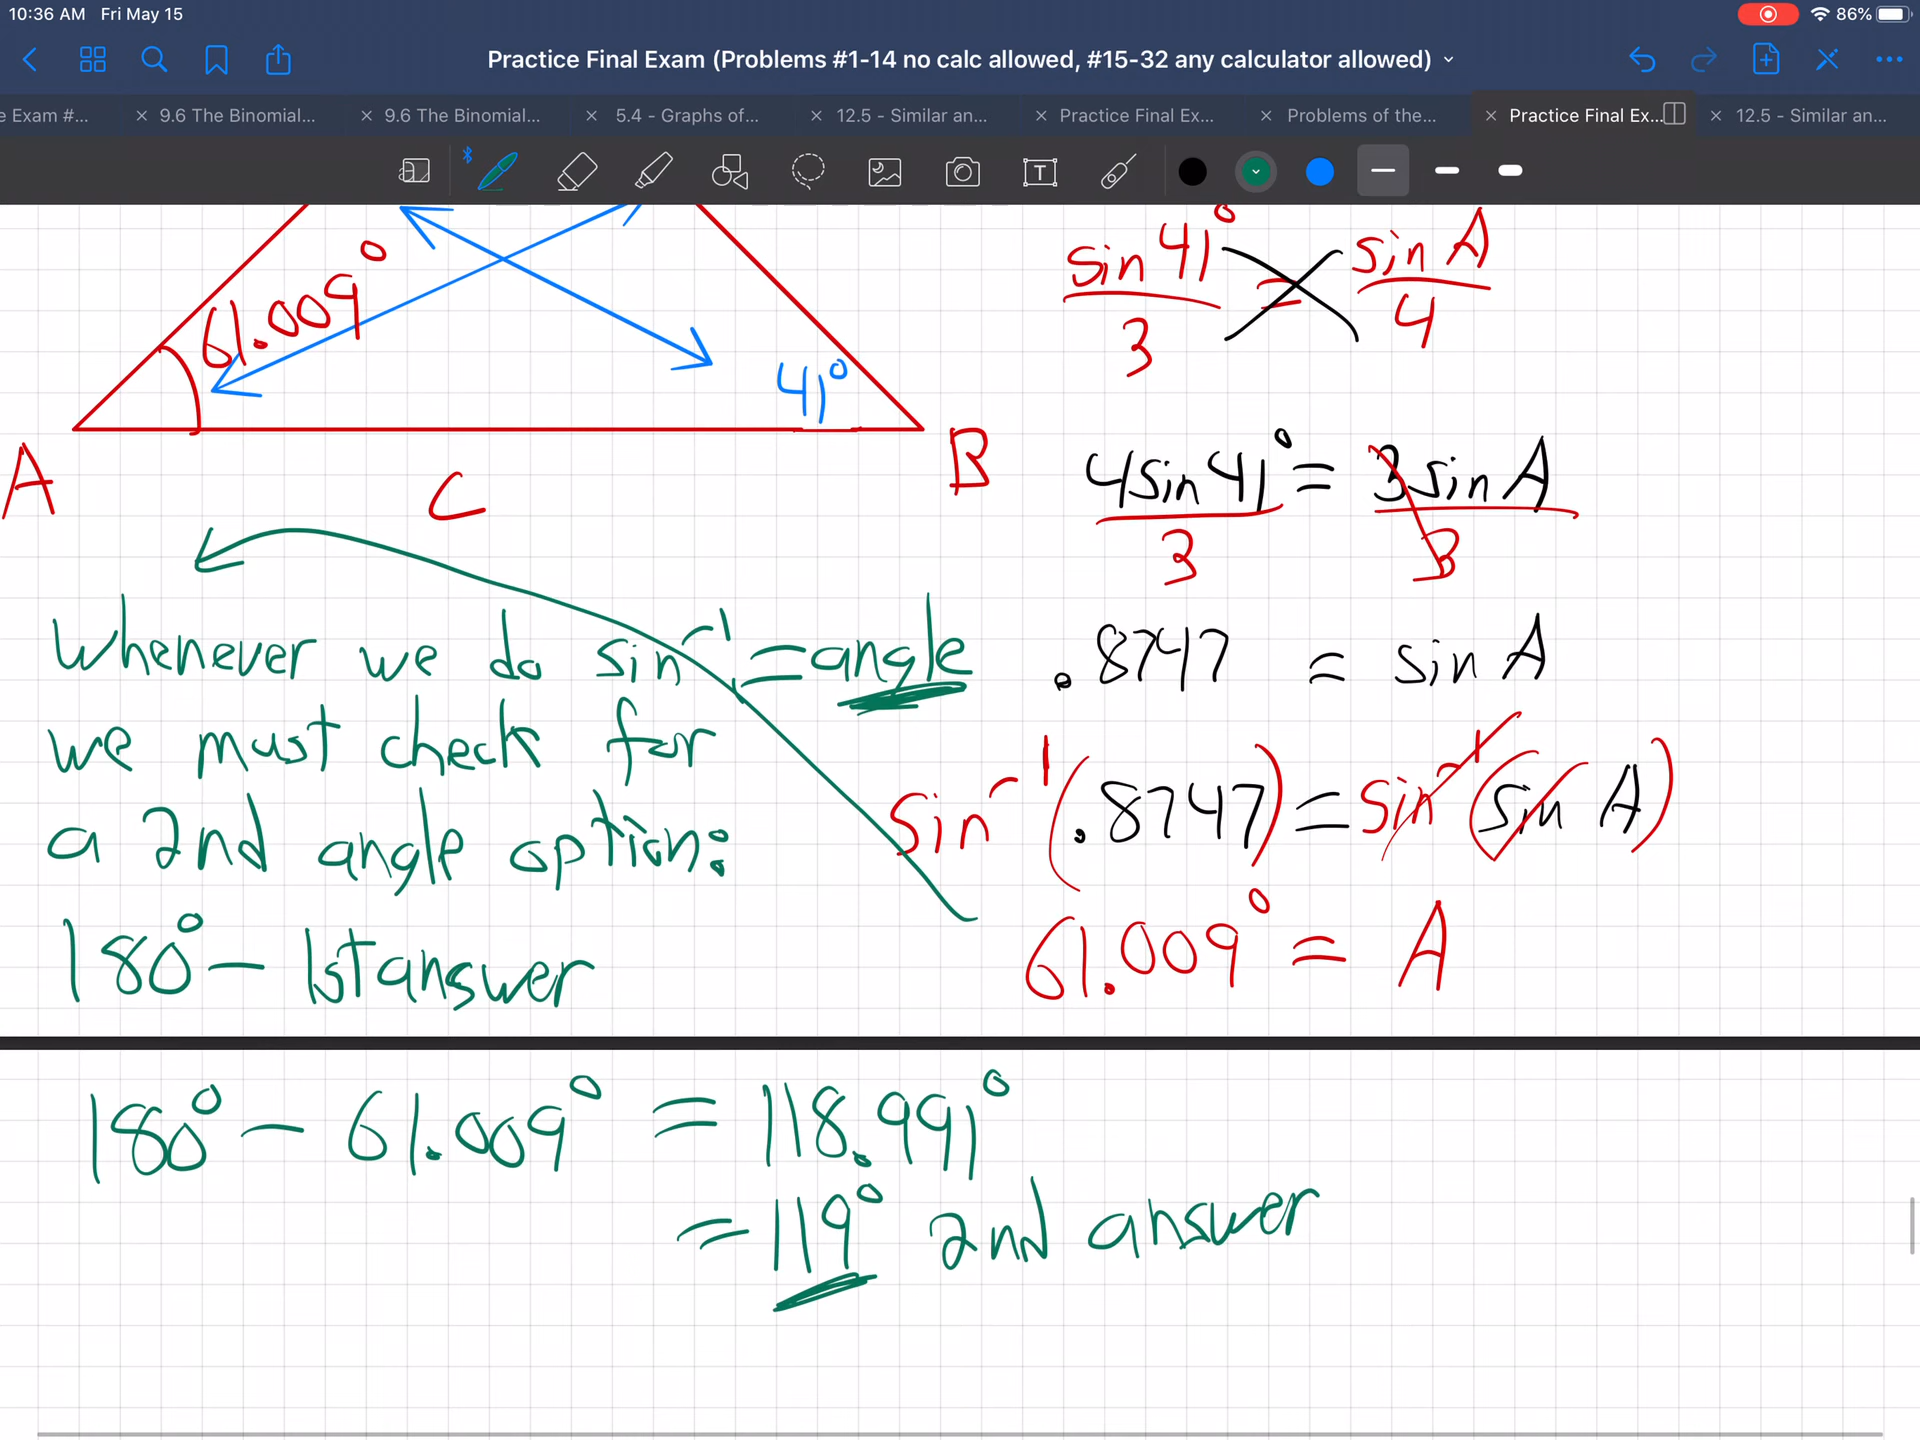 10:36 AM Fri May 15
86%
Practice Final Exam (Problems #1-14 no calc allowed, #15-32 any calculator allowed)
e Exam #...
9.6 The Binomial...
9.6 The Binomial...
5.4 - Graphs of...
12.5 - Similar an...
Practice Final Ex...
Problems of the...
Practice Final Ex...
12.5 - Similar an...
T
61.009°
41°
A
B
C
sin 41° = sin A
3 4
4 sin 41° = 3 sin A
3 3
.8747 = sin A
sin⁻¹(.8747) = sin⁻¹(sin A)
61.009° = A
Whenever we do sin⁻¹ = angle
we must check for
a 2nd angle option:
180° - 1st answer
180° - 61.009° = 118.991°
= 119° 2nd answer